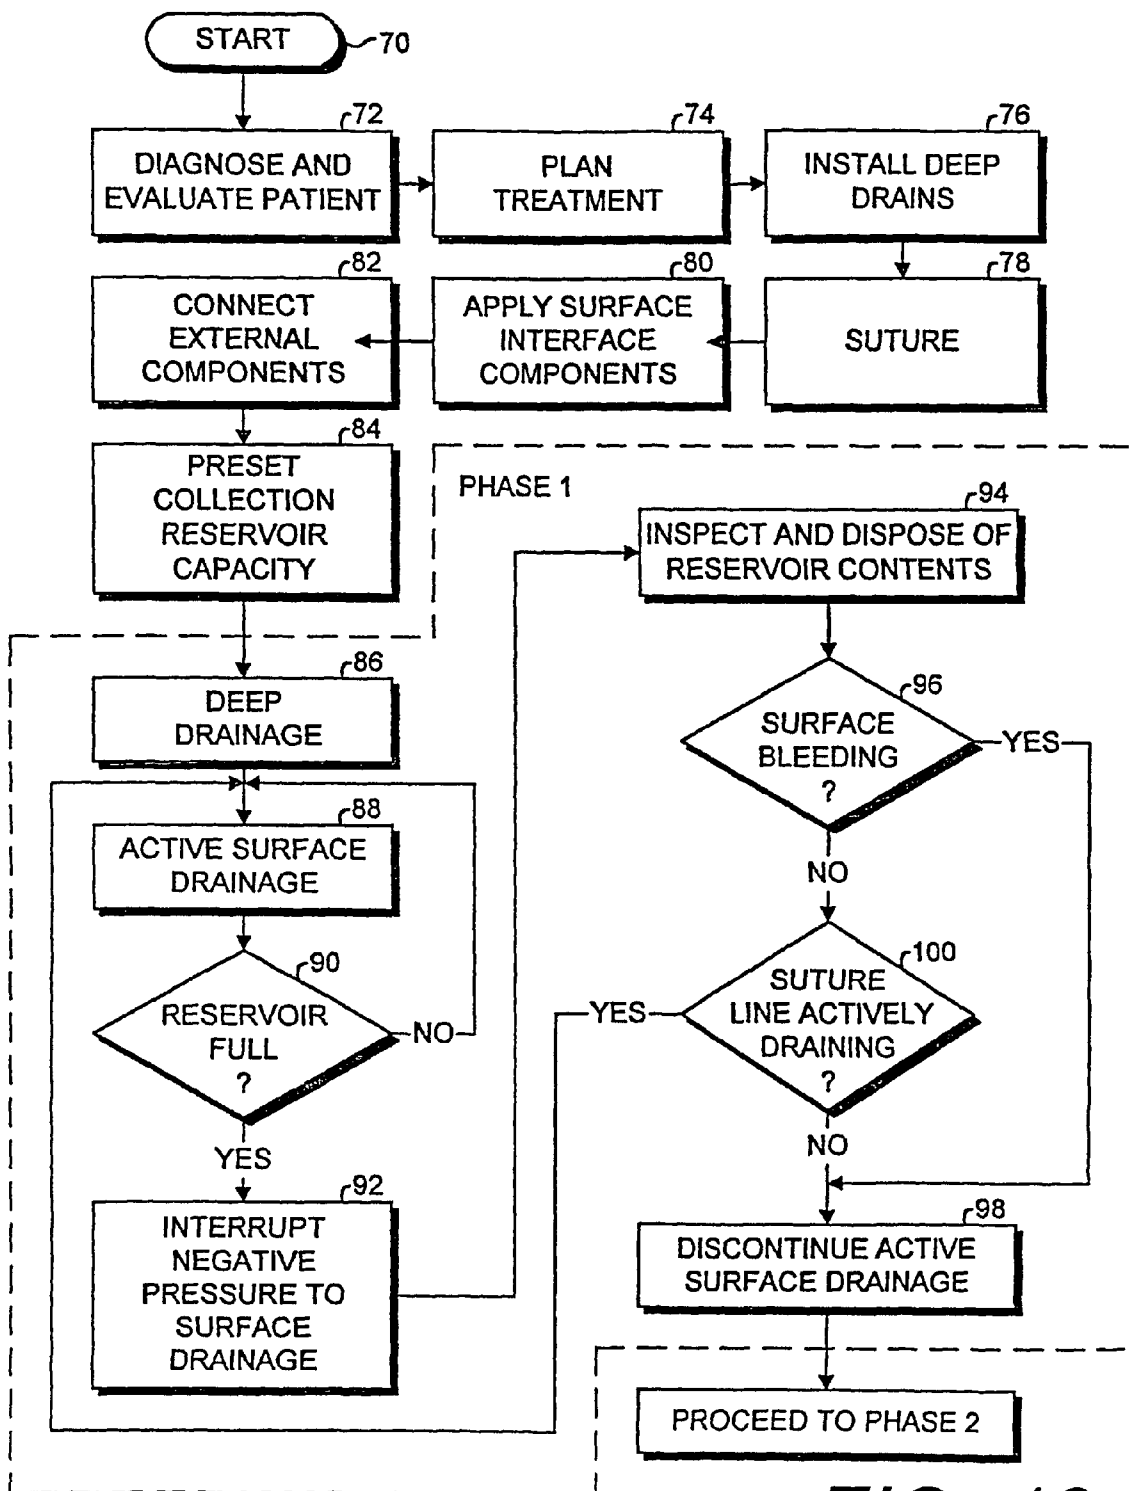 START
70
72
DIAGNOSE AND
EVALUATE PATIENT
74
PLAN
TREATMENT
76
INSTALL DEEP
DRAINS
82
CONNECT
EXTERNAL
COMPONENTS
80
APPLY SURFACE
INTERFACE
COMPONENTS
78
SUTURE
84
PRESET
COLLECTION
RESERVOIR
CAPACITY
PHASE 1
94
INSPECT AND DISPOSE OF
RESERVOIR CONTENTS
86
DEEP
DRAINAGE
96
SURFACE
BLEEDING
?
YES
NO
88
ACTIVE SURFACE
DRAINAGE
90
RESERVOIR
FULL
?
NO
YES
100
SUTURE
LINE ACTIVELY
DRAINING
?
YES
NO
92
INTERRUPT
NEGATIVE
PRESSURE TO
SURFACE
DRAINAGE
98
DISCONTINUE ACTIVE
SURFACE DRAINAGE
PROCEED TO PHASE 2